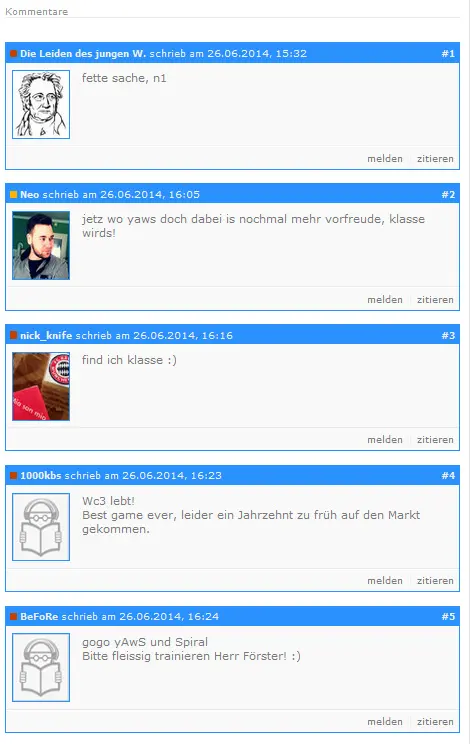 Kommentare
Die Leiden des jungen W. schrieb am 26.06.2014, 15:32 #1
fette sache, n1
melden zitieren
Neo schrieb am 26.06.2014, 16:05 #2
jetz wo yaws doch dabei is nochmal mehr vorfreude, klasse
wirds!
melden zitieren
nick_knife schrieb am 26.06.2014, 16:16 #3
find ich klasse :)
melden zitieren
1000kbs schrieb am 26.06.2014, 16:23 #4
Wc3 lebt!
Best game ever, leider ein Jahrzehnt zu früh auf den Markt
gekommen.
melden zitieren
BeFoRe schrieb am 26.06.2014, 16:24 #5
gogo yAwS und Spiral
Bitte fleissig trainieren Herr Förster! :)
melden zitieren